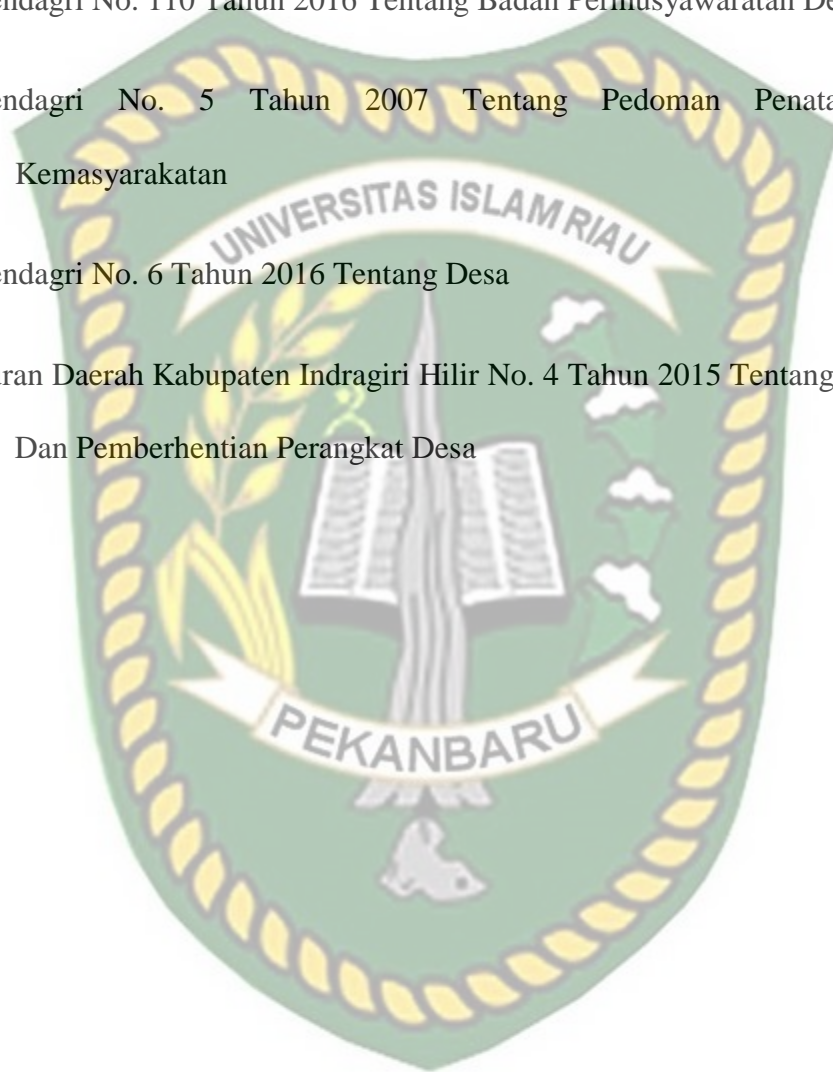 endagri No. 110 Tahun 2016 Tentang Badan Permusyawaratan De
endagri No. 5 Tahun 2007 Tentang Pedoman Penata
Kemasyarakatan
UNIVERSITAS ISLAM RIAU
endagri No. 6 Tahun 2016 Tentang Desa
ran Daerah Kabupaten Indragiri Hilir No. 4 Tahun 2015 Tentang
Dan Pemberhentian Perangkat Desa
PEKANBARU